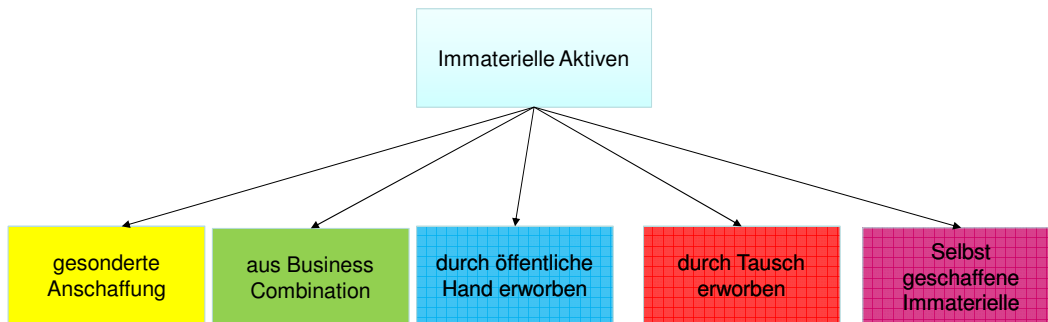 Immaterielle Aktiven
gesonderte
Anschaffung
aus Business
Combination
durch öffentliche
Hand erworben
durch Tausch
erworben
Selbst
geschaffene
Immaterielle